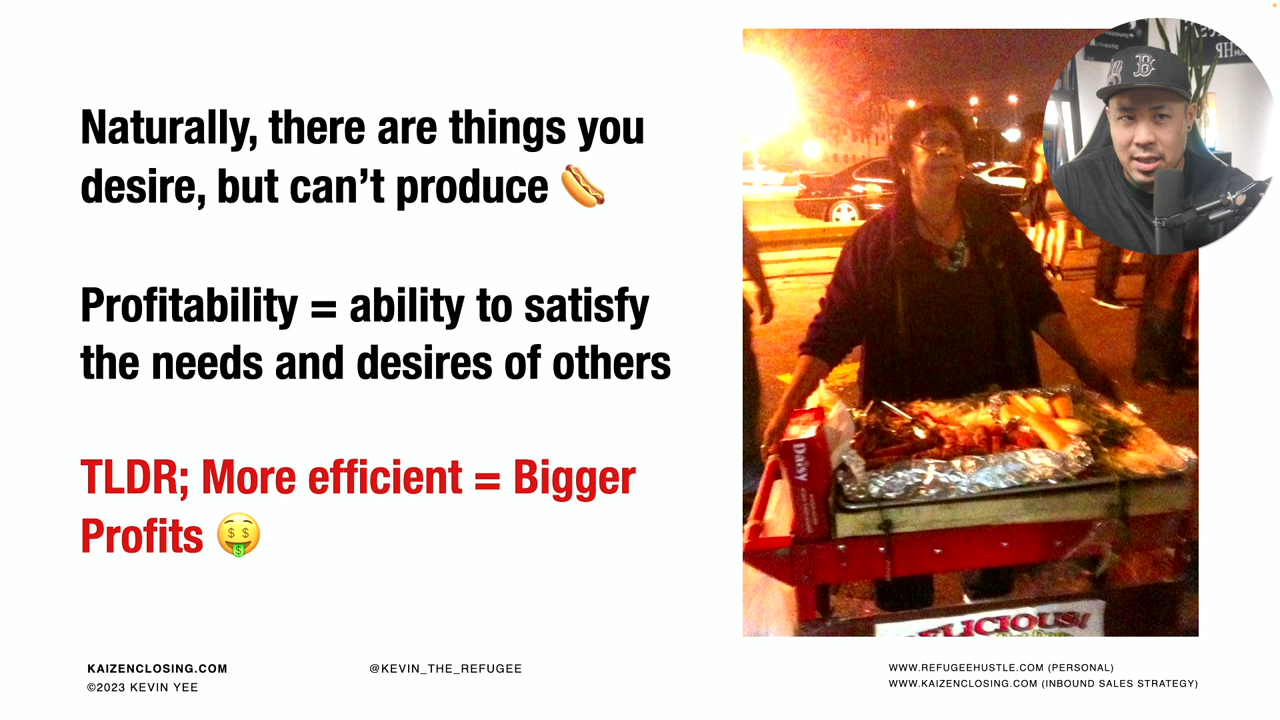 Naturally, there are things you
desire, but can’t produce 🌭
Profitability = ability to satisfy
the needs and desires of others
TLDR; More efficient = Bigger
Profits 🤑
Daisy
DELICIOUS!
B
KAIZENCLOSING.COM
©2023 KEVIN YEE
@KEVIN_THE_REFUGEE
WWW.REFUGEEHUSTLE.COM (PERSONAL)
WWW.KAIZENCLOSING.COM (INBOUND SALES STRATEGY)